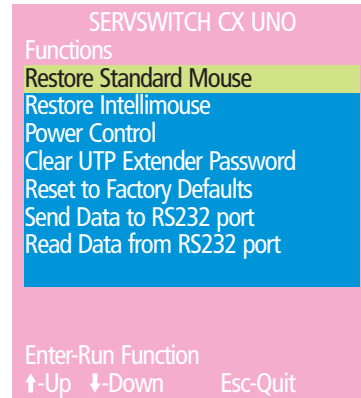 SERVSWITCH CX UNO
Functions
Restore Standard Mouse
Restore Intellimouse
Power Control
Clear UTP Extender Password
Reset to Factory Defaults
Send Data to RS232 port
Read Data from RS232 port
Enter-Run Function
↑-Up ↓-Down Esc-Quit